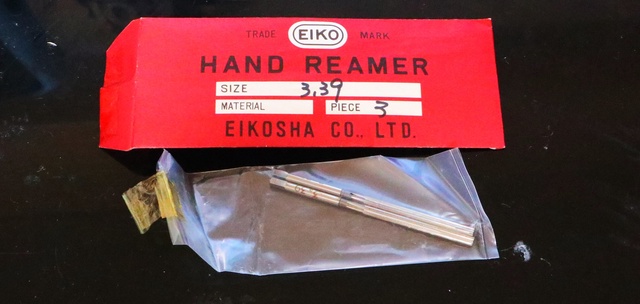 TRADE EIKO MARK
HAND REAMER
SIZE 3.39
MATERIAL PIECE 3
EIKOSHA CO., LTD.